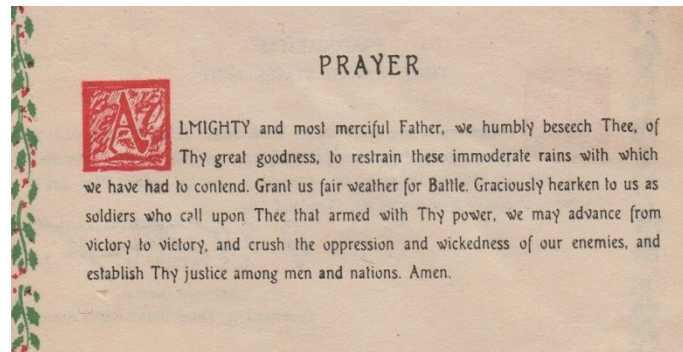 PRAYER
ALMIGHTY and most merciful Father, we humbly beseech Thee, of
Thy great goodness, to restrain these immoderate rains with which
we have had to contend. Grant us fair weather for Battle. Graciously hearken to us as
soldiers who call upon Thee that armed with Thy power, we may advance from
victory to victory, and crush the oppression and wickedness of our enemies, and
establish Thy justice among men and nations. Amen.